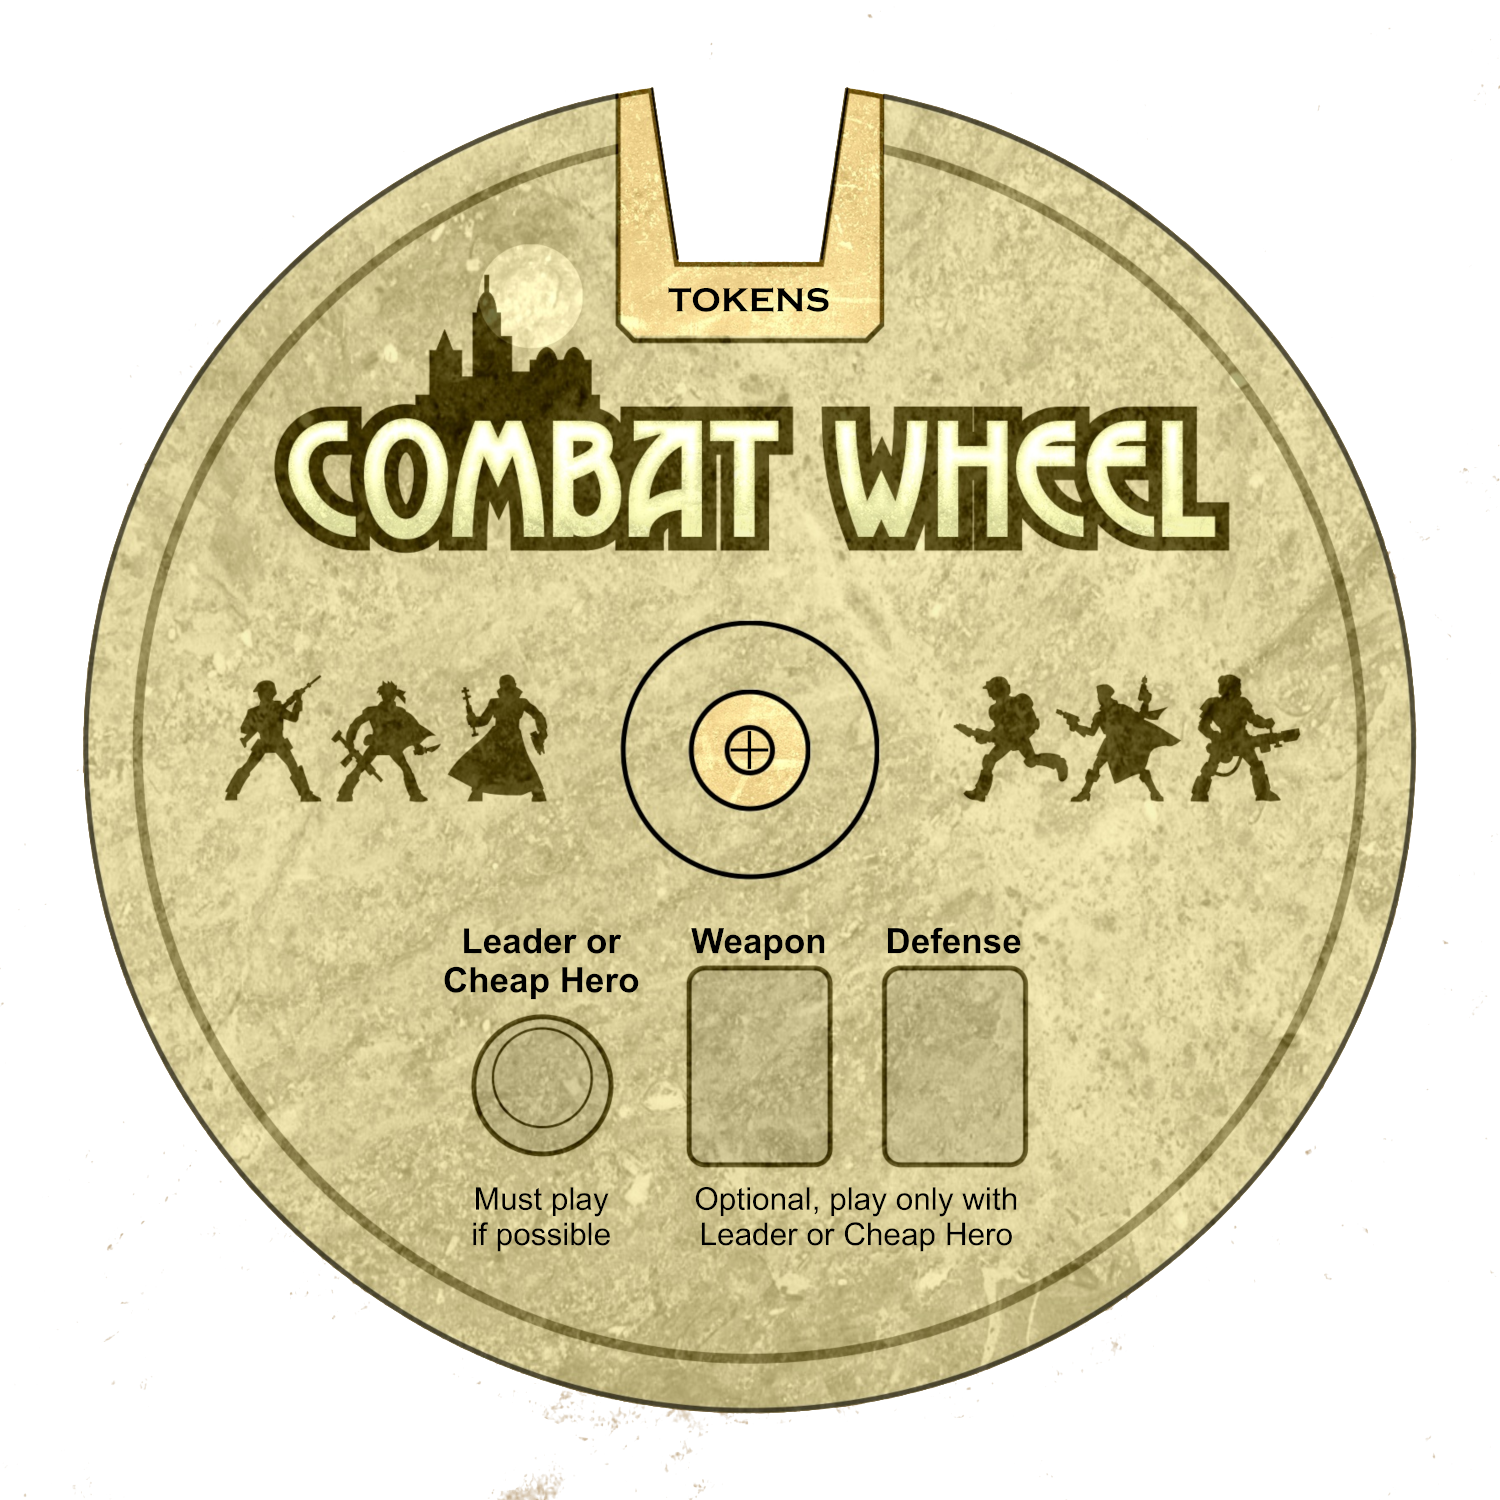 TOKENS
COMBAT WHEEL
Leader or
Cheap Hero
Weapon
Defense
Must play
if possible
Optional, play only with
Leader or Cheap Hero